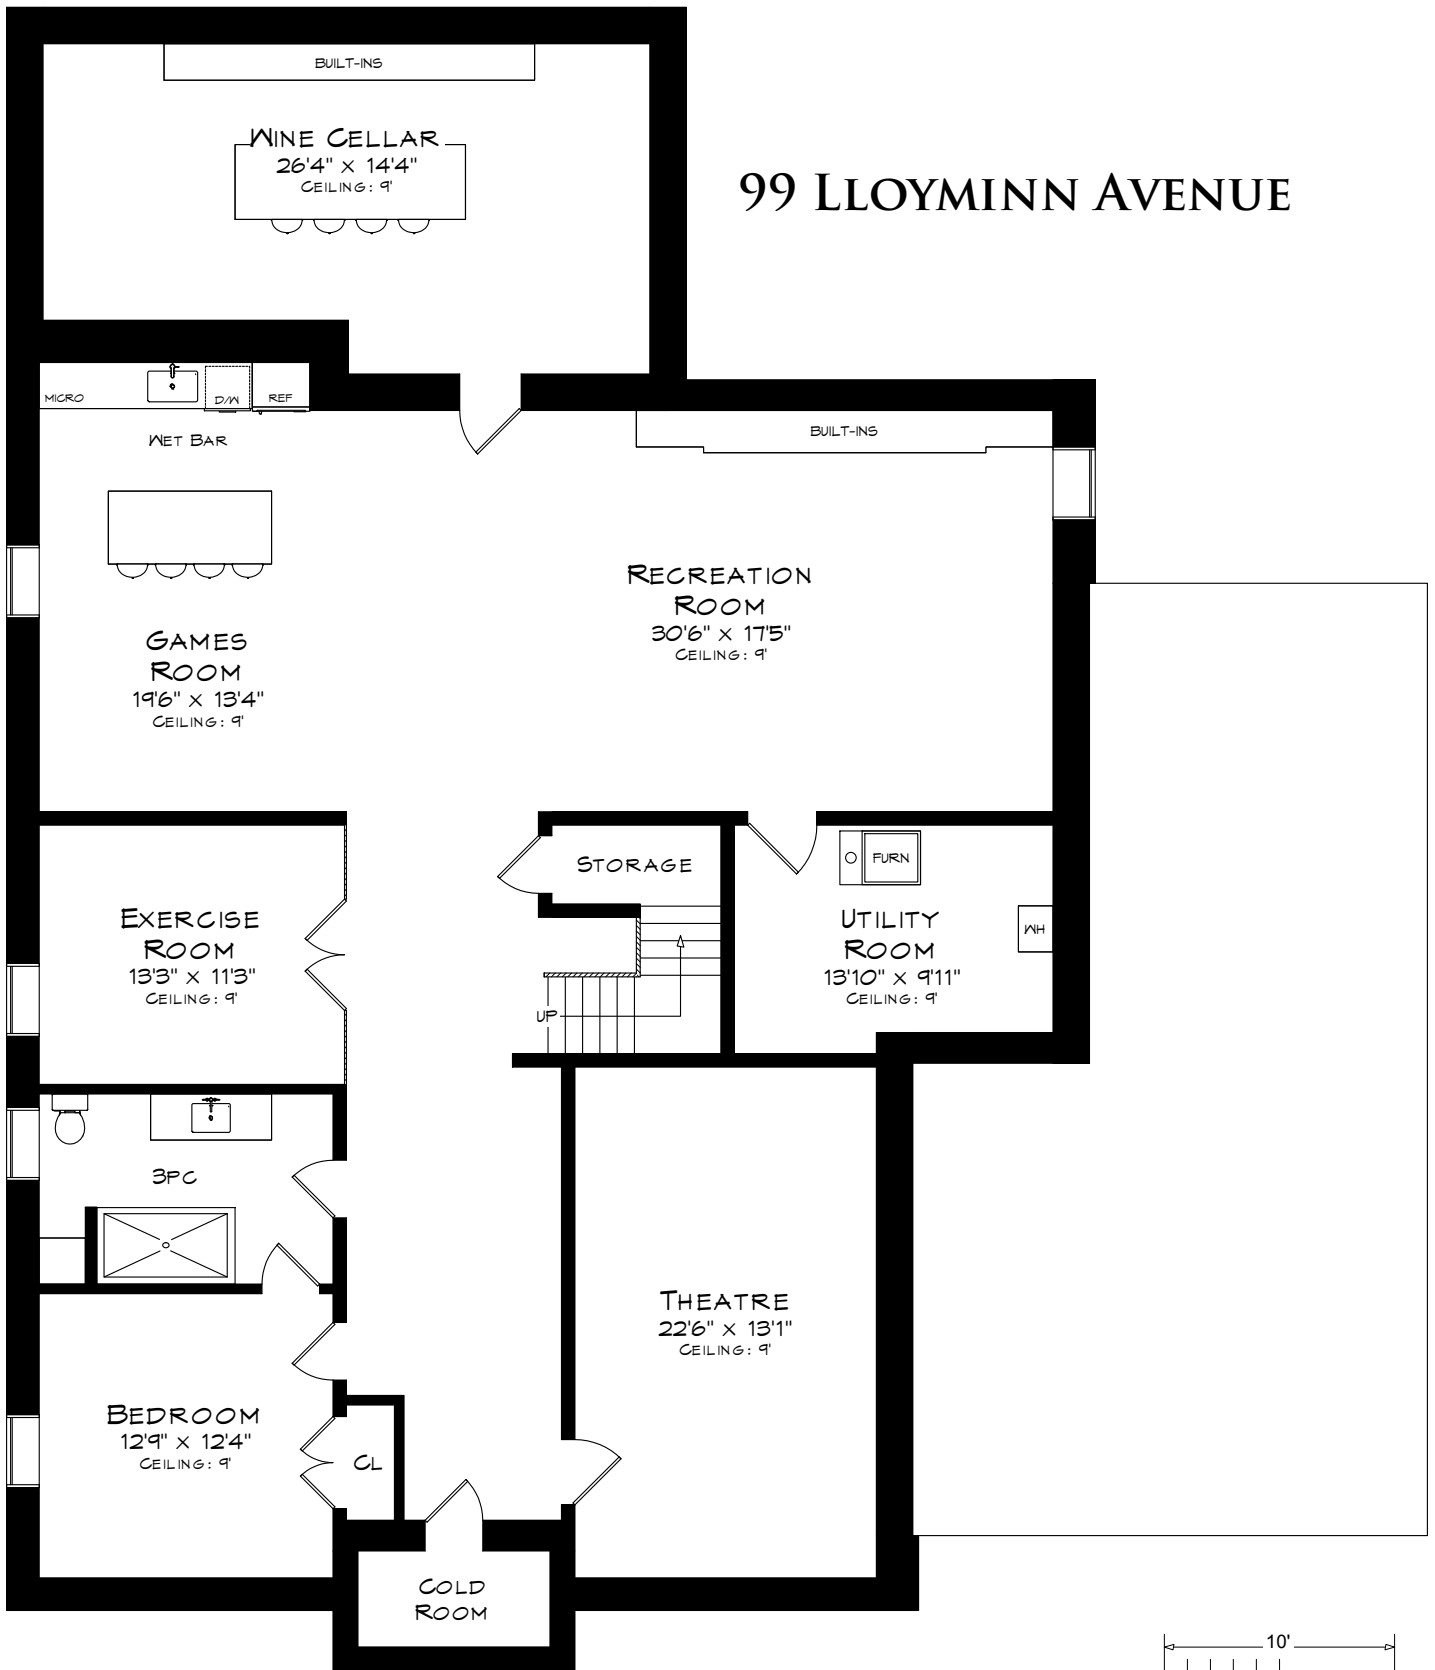 BUILT-INS
WINE CELLAR
26'4" X 14'4"
CEILING: 9'
99 LLOYMINN AVENUE
MICRO
D/W
REF
WET BAR
BUILT-INS
RECREATION
ROOM
30'6" X 17'5"
CEILING: 9'
GAMES
ROOM
19'6" X 13'4"
CEILING: 9'
STORAGE
FURN
EXERCISE
ROOM
13'3" X 11'3"
CEILING: 9'
UTILITY
ROOM
13'10" X 9'11"
CEILING: 9'
WH
UP
3PC
THEATRE
22'6" X 13'1"
CEILING: 9'
BEDROOM
12'9" X 12'4"
CEILING: 9'
CL
COLD
ROOM
10'